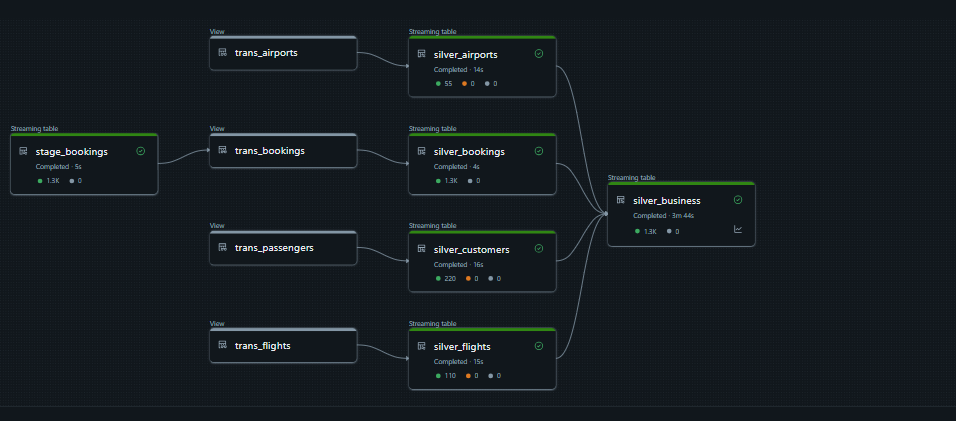 View
trans_airports
Streaming table
silver_airports
Completed · 14s
55 0 0
Streaming table
stage_bookings
Completed · 5s
1.3K 0
View
trans_bookings
Streaming table
silver_bookings
Completed · 4s
1.3K 0
Streaming table
silver_business
Completed · 3m 44s
1.3K 0
View
trans_passengers
Streaming table
silver_customers
Completed · 16s
220 0 0
View
trans_flights
Streaming table
silver_flights
Completed · 15s
110 0 0